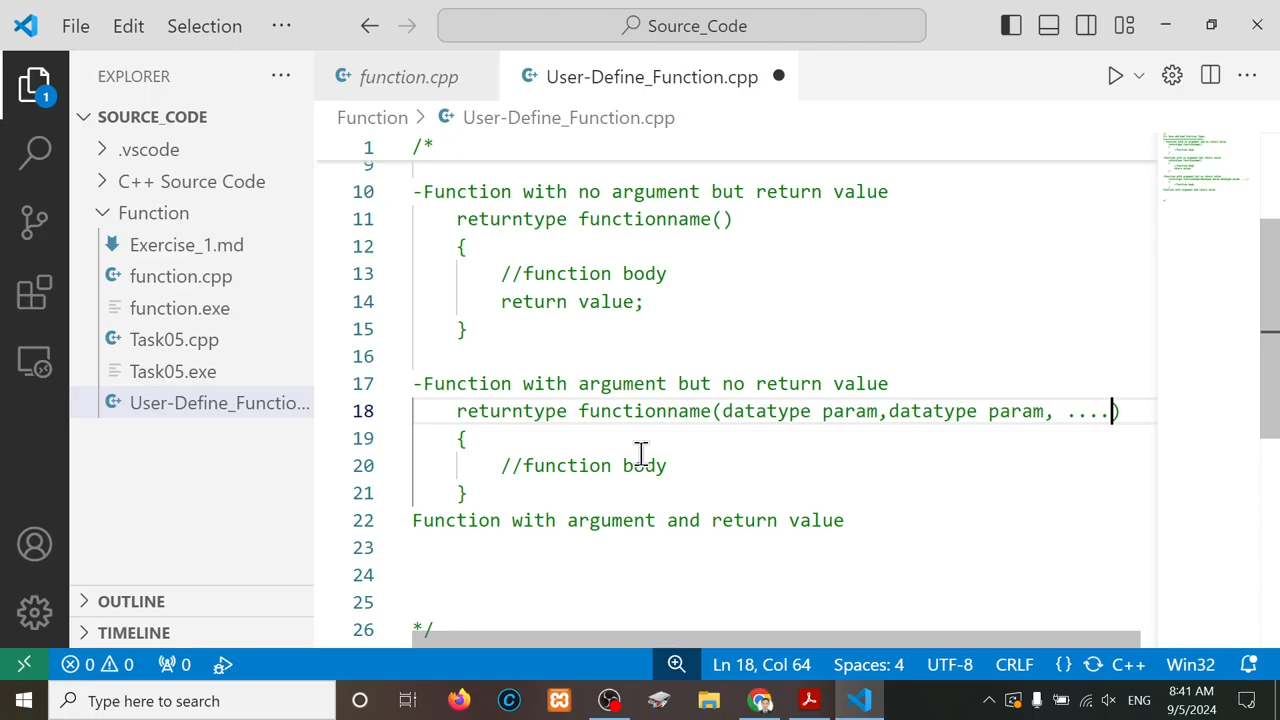 File Edit Selection ··· Source_Code
EXPLORER ···
function.cpp User-Define_Function.cpp
SOURCE_CODE
Function > User-Define_Function.cpp
.vscode
C++ Source Code
Function
Exercise_1.md
function.cpp
function.exe
Task05.cpp
Task05.exe
User-Define_Functio...
OUTLINE
TIMELINE
1 /*
9
10 -Function with no argument but return value
11 returntype functionname()
12 {
13 //function body
14 return value;
15 }
16
17 -Function with argument but no return value
18 returntype functionname(datatype param,datatype param, ....)
19 {
20 //function body
21 }
22 Function with argument and return value
23
24
25
26 */
1
0 0 0 Ln 18, Col 64 Spaces: 4 UTF-8 CRLF {} C++ Win32
Type here to search ENG 8:41 AM
9/5/2024